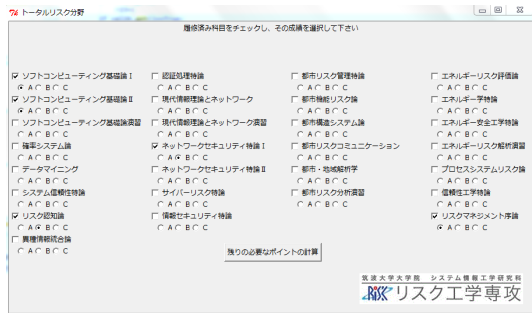 トータルリスク分野
履修済み科目をチェックし、その成績を選択して下さい
ソフトコンピューティング基礎論Ⅰ
A B C
ソフトコンピューティング基礎論Ⅱ
A B C
ソフトコンピューティング基礎論演習
A B C
確率システム論
A B C
データマイニング
A B C
システム信頼性特論
A B C
リスク認知論
A B C
異種情報統合論
A B C
認証処理特論
A B C
現代情報理論とネットワーク
A B C
現代情報理論とネットワーク演習
A B C
ネットワークセキュリティ特論Ⅰ
A B C
ネットワークセキュリティ特論Ⅱ
A B C
サイバーリスク特論
A B C
情報セキュリティ特論
A B C
都市リスク管理特論
A B C
都市機能リスク論
A B C
都市構造システム論
A B C
都市リスクコミュニケーション
A B C
都市・地域解析学
A B C
都市リスク分析演習
A B C
エネルギーリスク評価論
A B C
エネルギー学特論
A B C
エネルギー安全工学特論
A B C
エネルギーリスク解析演習
A B C
プロセスシステムリスク論
A B C
信頼性工学特論
A B C
リスクマネジメント序論
A B C
残りの必要なポイントの計算
筑波大学大学院 システム情報工学研究科
RISK リスク工学専攻